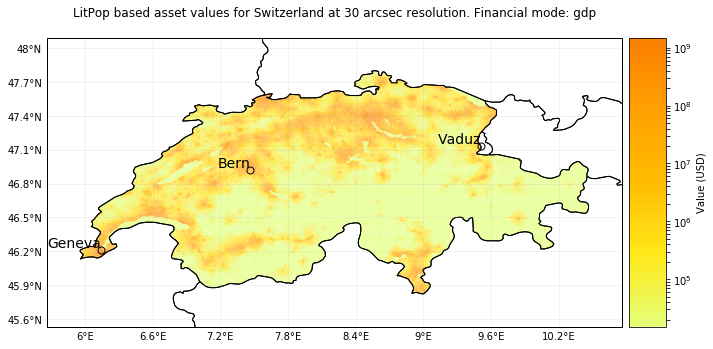 LitPop based asset values for Switzerland at 30 arcsec resolution. Financial mode: gdp
48°N
47.7°N
47.4°N
47.1°N
46.8°N
46.5°N
46.2°N
45.9°N
45.6°N
Vaduz
Bern
Geneva
6°E
6.6°E
7.2°E
7.8°E
8.4°E
9°E
9.6°E
10.2°E
10⁹
10⁸
10⁷
10⁶
10⁵
Value (USD)